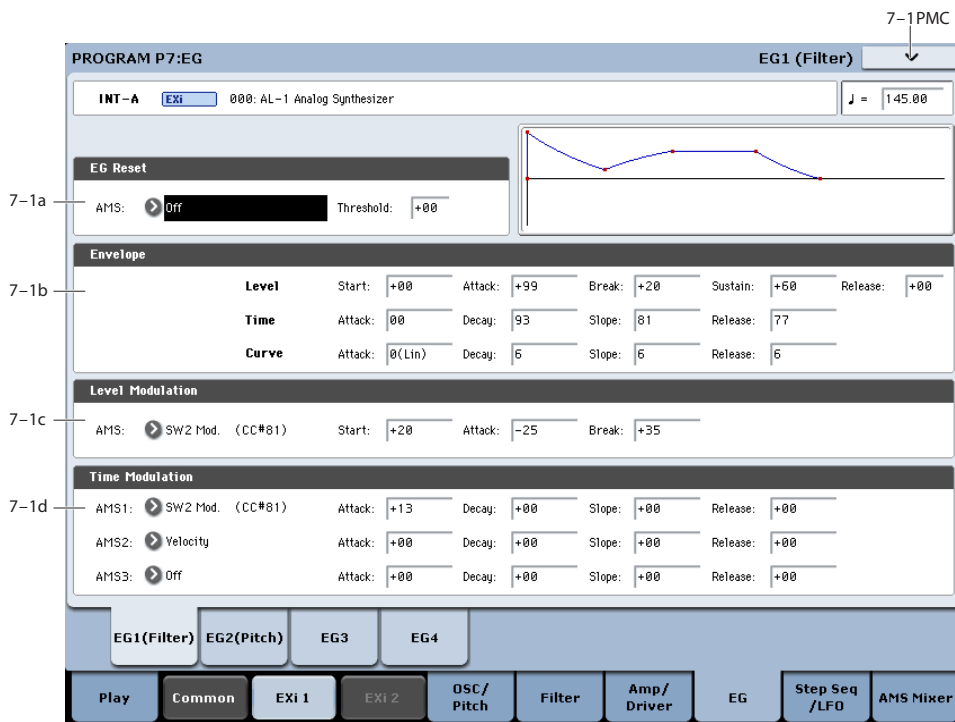 7–1PMC
PROGRAM P7:EG EG1 (Filter)
INT–A EXi 000: AL–1 Analog Synthesizer ♩ = 145.00
EG Reset
7–1a AMS: Off Threshold: +00
Envelope
7–1b Level Start: +00 Attack: +99 Break: +20 Sustain: +60 Release: +00
Time Attack: 00 Decay: 93 Slope: 81 Release: 77
Curve Attack: 0(Lin) Decay: 6 Slope: 6 Release: 6
Level Modulation
7–1c AMS: SW2 Mod. (CC#81) Start: +20 Attack: –25 Break: +35
Time Modulation
7–1d AMS1: SW2 Mod. (CC#81) Attack: +13 Decay: +00 Slope: +00 Release: +00
AMS2: Velocity Attack: +00 Decay: +00 Slope: +00 Release: +00
AMS3: Off Attack: +00 Decay: +00 Slope: +00 Release: +00
EG1(Filter) EG2(Pitch) EG3 EG4
Play Common EXi 1 EXi 2 OSC/ Pitch Filter Amp/ Driver EG Step Seq /LFO AMS Mixer